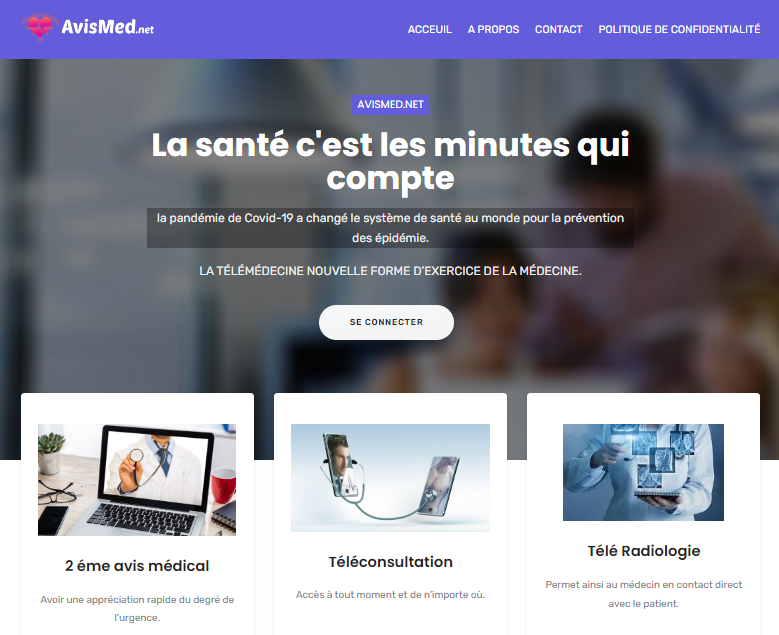 AvisMed.net
ACCEUIL A PROPOS CONTACT POLITIQUE DE CONFIDENTIALITÉ
AVISMED.NET
La santé c'est les minutes qui
compte
la pandémie de Covid-19 a changé le système de santé au monde pour la prévention
des épidémie.
LA TÉLÉMÉDECINE NOUVELLE FORME D'EXERCICE DE LA MÉDECINE.
SE CONNECTER
2 éme avis médical
Avoir une appréciation rapide du degré de
l'urgence.
Téléconsultation
Accès à tout moment et de n'importe où.
Télé Radiologie
Permet ainsi au médecin en contact direct
avec le patient.